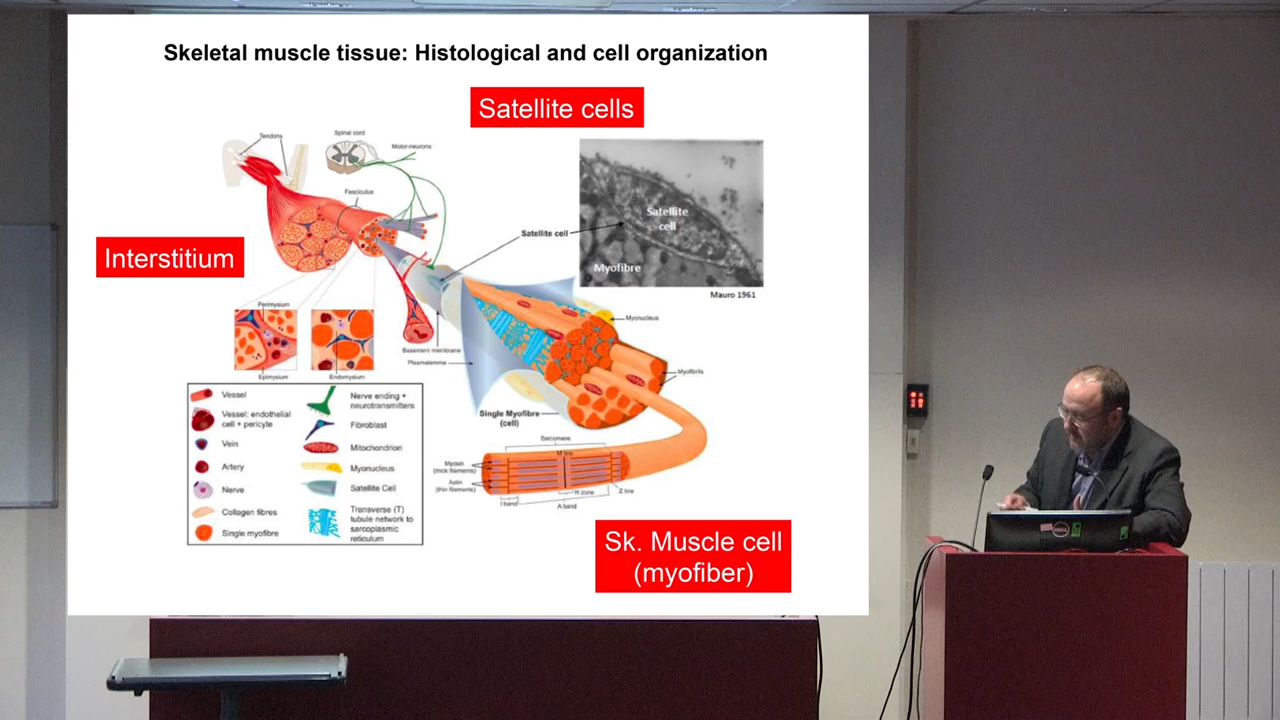 Skeletal muscle tissue: Histological and cell organization
Satellite cells
Tendons
Spinal cord
Motor-neurons
Fasciculus
Satellite cell
Satellite
cell
Myofibre
Mauro 1961
Interstitium
Perimysium
Epimysium
Endomysium
Basement membrane
Plasmalemma
Myonucleus
Myofibrils
Single Myofibre
(cell)
Vessel
Vessel: endothelial
cell + pericyte
Vein
Artery
Nerve
Collagen fibres
Single myofibre
Nerve ending +
neurotransmitters
Fibroblast
Mitochondrion
Myonucleus
Satellite Cell
Transverse (T)
tubule network to
sarcoplasmic
reticulum
Sarcomere
M line
Myosin
(thick filaments)
Actin
(thin filaments)
I band
H zone
A band
Z line
Sk. Muscle cell
(myofiber)
DELL